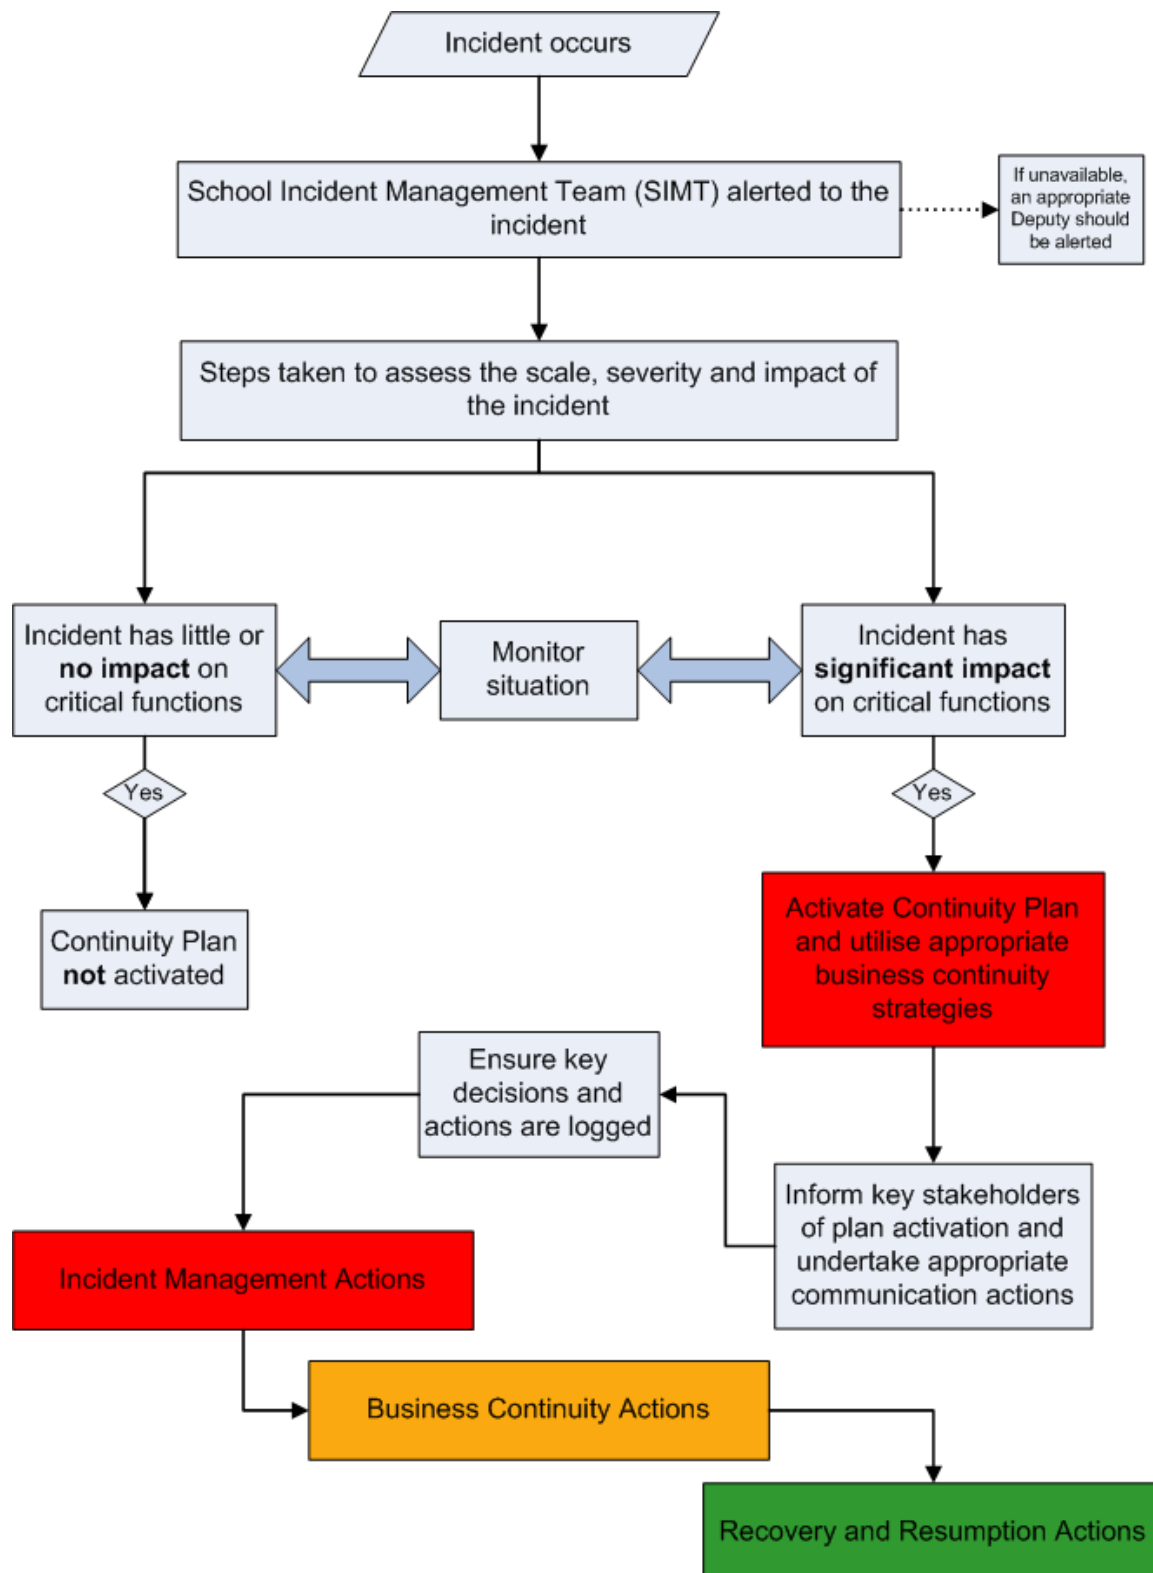 Incident occurs
School Incident Management Team (SIMT) alerted to the
incident
If unavailable,
an appropriate
Deputy should
be alerted
Steps taken to assess the scale, severity and impact of
the incident
Incident has little or
no impact on
critical functions
Monitor
situation
Incident has
significant impact
on critical functions
Yes
Yes
Continuity Plan
not activated
Activate Continuity Plan
and utilise appropriate
business continuity
strategies
Ensure key
decisions and
actions are logged
Inform key stakeholders
of plan activation and
undertake appropriate
communication actions
Incident Management Actions
Business Continuity Actions
Recovery and Resumption Actions